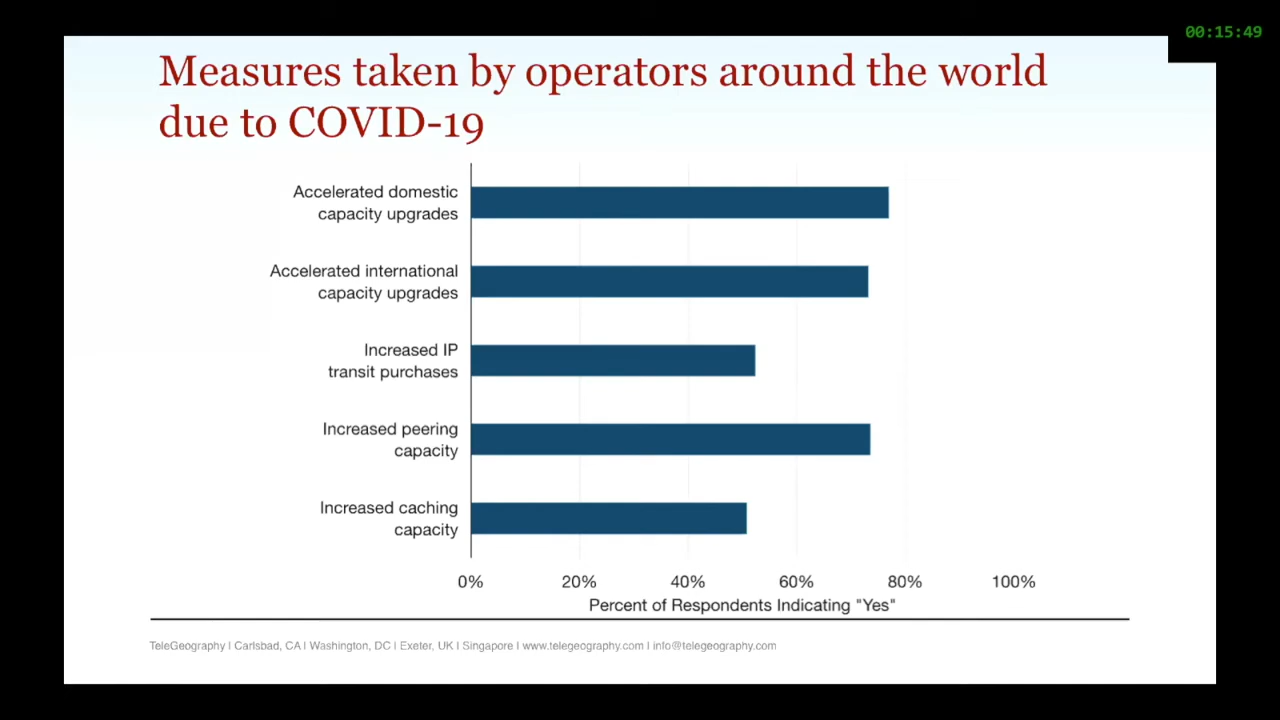 00:15:49
Measures taken by operators around the world
due to COVID-19
Accelerated domestic
capacity upgrades
Accelerated international
capacity upgrades
Increased IP
transit purchases
Increased peering
capacity
Increased caching
capacity
0% 20% 40% 60% 80% 100%
Percent of Respondents Indicating "Yes"
TeleGeography | Carlsbad, CA | Washington, DC | Exeter, UK | Singapore | www.telegeography.com | info@telegeography.com